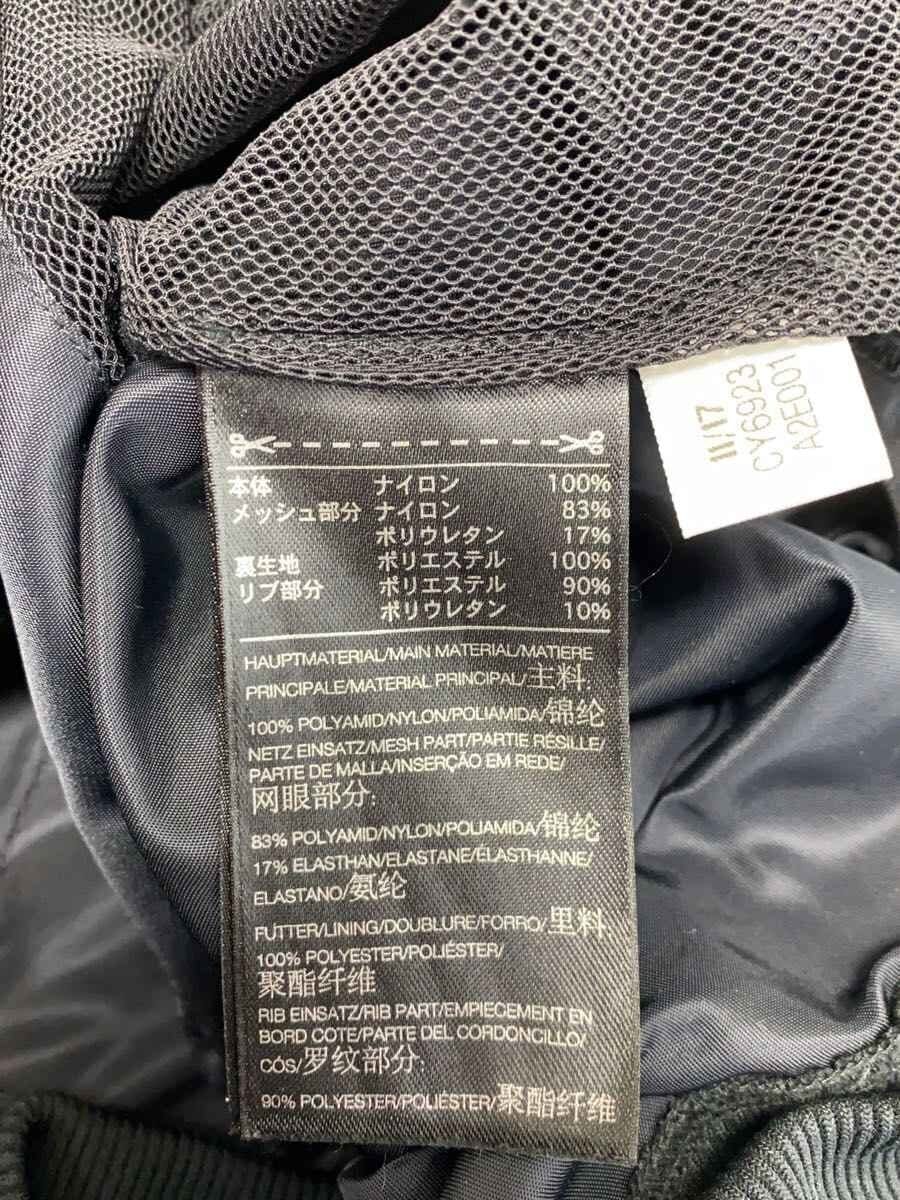 本体 ナイロン 100%
メッシュ部分 ナイロン 83%
ポリウレタン 17%
裏生地 ポリエステル 100%
リブ部分 ポリエステル 90%
ポリウレタン 10%
HAUPTMATERIAL/MAIN MATERIAL/MATIERE
PRINCIPALE/MATERIAL PRINCIPAL/主料:
100% POLYAMID/NYLON/POLIAMIDA/锦纶
NETZ EINSATZ/MESH PART/PARTIE RÉSILLE/
PARTE DE MALLA/INSERÇÃO EM REDE/
网眼部分:
83% POLYAMID/NYLON/POLIAMIDA/锦纶
17% ELASTHAN/ELASTANE/ÉLASTHANNE/
ELASTANO/氨纶
FUTTER/LINING/DOUBLURE/FORRO/里料:
100% POLYESTER/POLIÉSTER/
聚酯纤维
RIB EINSATZ/RIB PART/EMPIECEMENT EN
BORD COTE/PARTE DEL CORDONCILLO/
CÓS/罗纹部分:
90% POLYESTER/POLIÉSTER/聚酯纤维
11/17
CY6923
A2E001